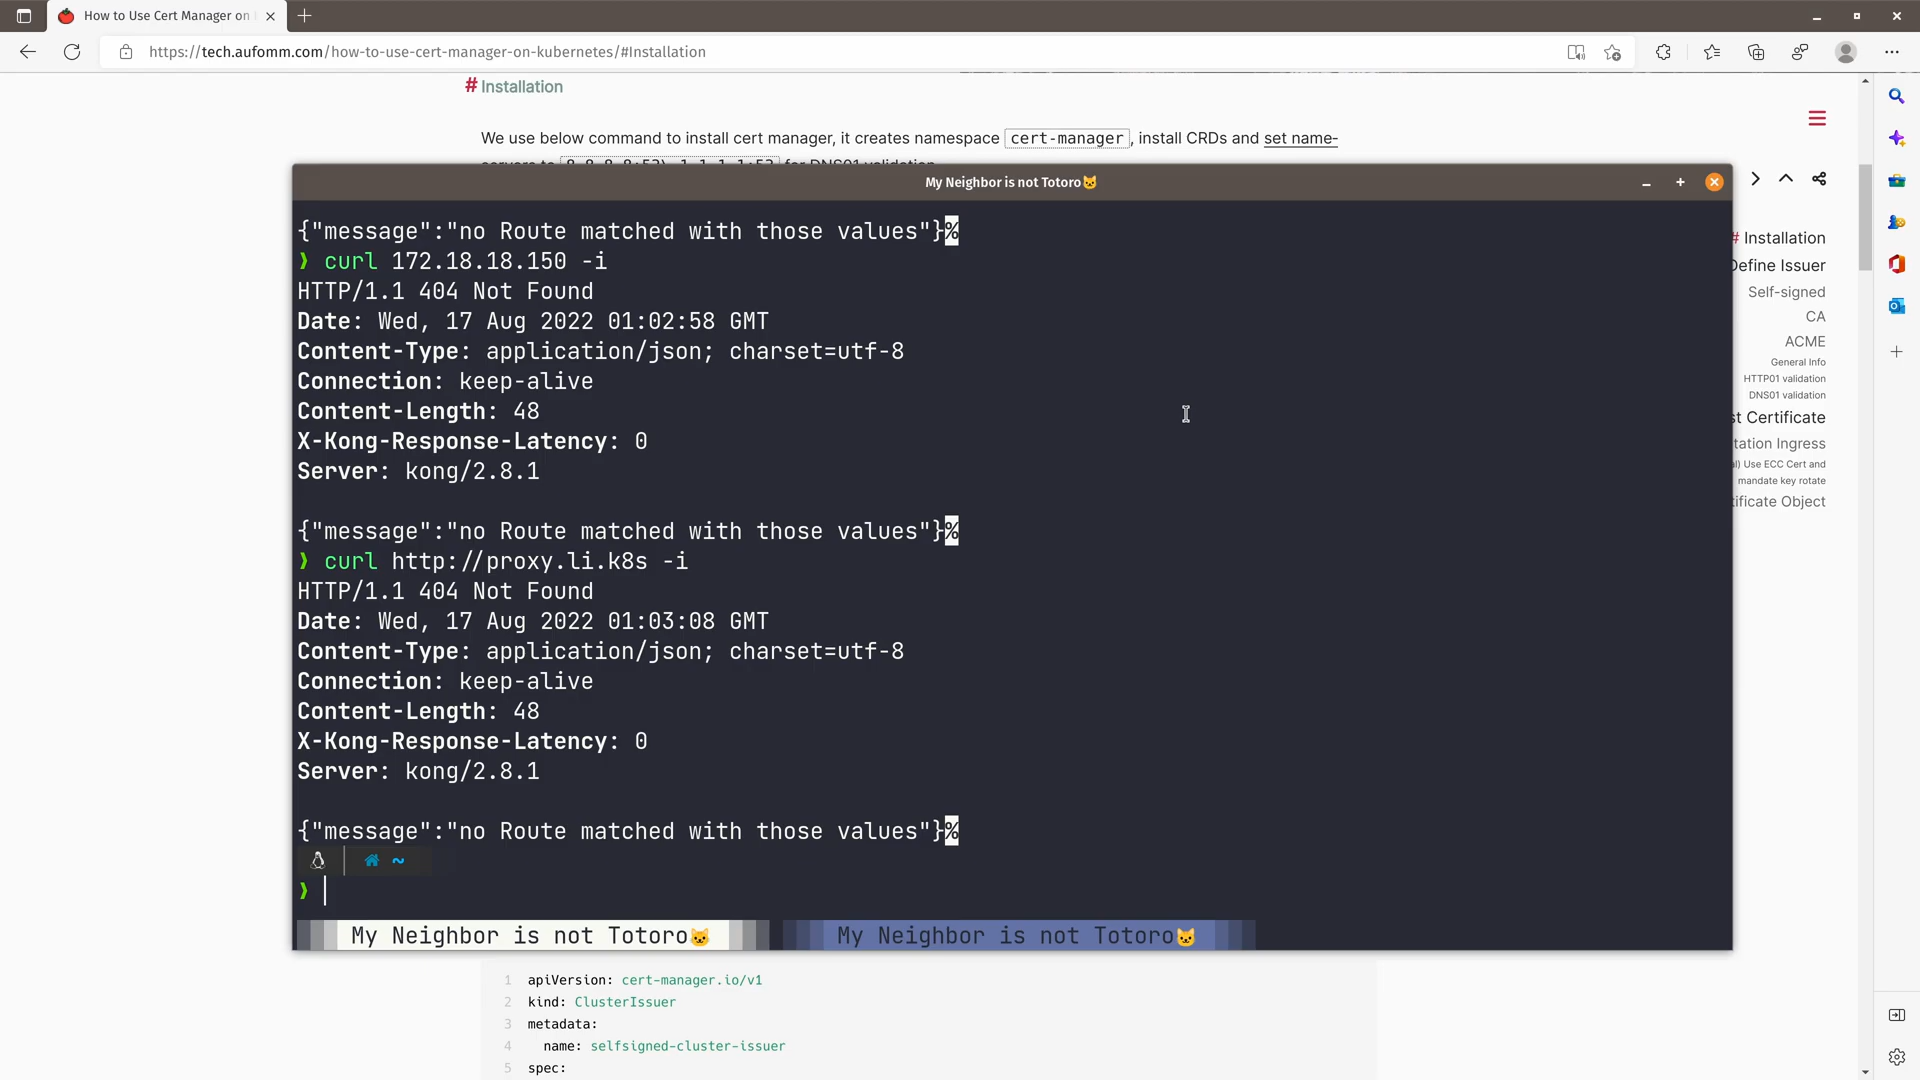 How to Use Cert Manager on
https://tech.aufomm.com/how-to-use-cert-manager-on-kubernetes/#Installation
# Installation
We use below command to install cert manager, it creates namespace cert-manager, install CRDs and set name-
My Neighbor is not Totoro🐱
{"message":"no Route matched with those values"}%
❯ curl 172.18.18.150 -i
HTTP/1.1 404 Not Found
Date: Wed, 17 Aug 2022 01:02:58 GMT
Content-Type: application/json; charset=utf-8
Connection: keep-alive
Content-Length: 48
X-Kong-Response-Latency: 0
Server: kong/2.8.1
{"message":"no Route matched with those values"}%
❯ curl http://proxy.li.k8s -i
HTTP/1.1 404 Not Found
Date: Wed, 17 Aug 2022 01:03:08 GMT
Content-Type: application/json; charset=utf-8
Connection: keep-alive
Content-Length: 48
X-Kong-Response-Latency: 0
Server: kong/2.8.1
{"message":"no Route matched with those values"}%
~
❯
My Neighbor is not Totoro🐱
My Neighbor is not Totoro🐱
# Installation
Define Issuer
Self-signed
CA
ACME
General Info
HTTP01 validation
DNS01 validation
st Certificate
tation Ingress
al) Use ECC Cert and
mandate key rotate
tificate Object
1 apiVersion: cert-manager.io/v1
2 kind: ClusterIssuer
3 metadata:
4 name: selfsigned-cluster-issuer
5 spec: